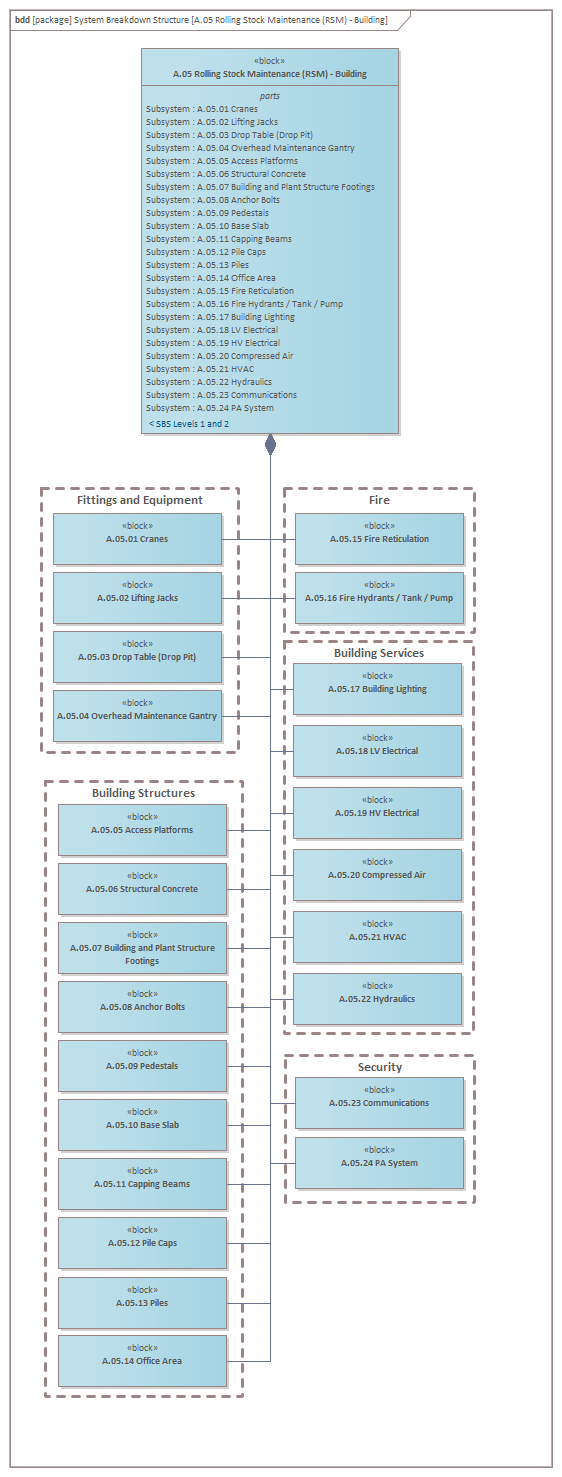 bdd [package] System Breakdown Structure [A.05 Rolling Stock Maintenance (RSM) - Building]
«block»
A.05 Rolling Stock Maintenance (RSM) - Building
parts
Subsystem : A.05.01 Cranes
Subsystem : A.05.02 Lifting Jacks
Subsystem : A.05.03 Drop Table (Drop Pit)
Subsystem : A.05.04 Overhead Maintenance Gantry
Subsystem : A.05.05 Access Platforms
Subsystem : A.05.06 Structural Concrete
Subsystem : A.05.07 Building and Plant Structure Footings
Subsystem : A.05.08 Anchor Bolts
Subsystem : A.05.09 Pedestals
Subsystem : A.05.10 Base Slab
Subsystem : A.05.11 Capping Beams
Subsystem : A.05.12 Pile Caps
Subsystem : A.05.13 Piles
Subsystem : A.05.14 Office Area
Subsystem : A.05.15 Fire Reticulation
Subsystem : A.05.16 Fire Hydrants / Tank / Pump
Subsystem : A.05.17 Building Lighting
Subsystem : A.05.18 LV Electrical
Subsystem : A.05.19 HV Electrical
Subsystem : A.05.20 Compressed Air
Subsystem : A.05.21 HVAC
Subsystem : A.05.22 Hydraulics
Subsystem : A.05.23 Communications
Subsystem : A.05.24 PA System
< SBS Levels 1 and 2
Fittings and Equipment
«block»
A.05.01 Cranes
«block»
A.05.02 Lifting Jacks
«block»
A.05.03 Drop Table (Drop Pit)
«block»
A.05.04 Overhead Maintenance Gantry
Building Structures
«block»
A.05.05 Access Platforms
«block»
A.05.06 Structural Concrete
«block»
A.05.07 Building and Plant Structure
Footings
«block»
A.05.08 Anchor Bolts
«block»
A.05.09 Pedestals
«block»
A.05.10 Base Slab
«block»
A.05.11 Capping Beams
«block»
A.05.12 Pile Caps
«block»
A.05.13 Piles
«block»
A.05.14 Office Area
Fire
«block»
A.05.15 Fire Reticulation
«block»
A.05.16 Fire Hydrants / Tank / Pump
Building Services
«block»
A.05.17 Building Lighting
«block»
A.05.18 LV Electrical
«block»
A.05.19 HV Electrical
«block»
A.05.20 Compressed Air
«block»
A.05.21 HVAC
«block»
A.05.22 Hydraulics
Security
«block»
A.05.23 Communications
«block»
A.05.24 PA System